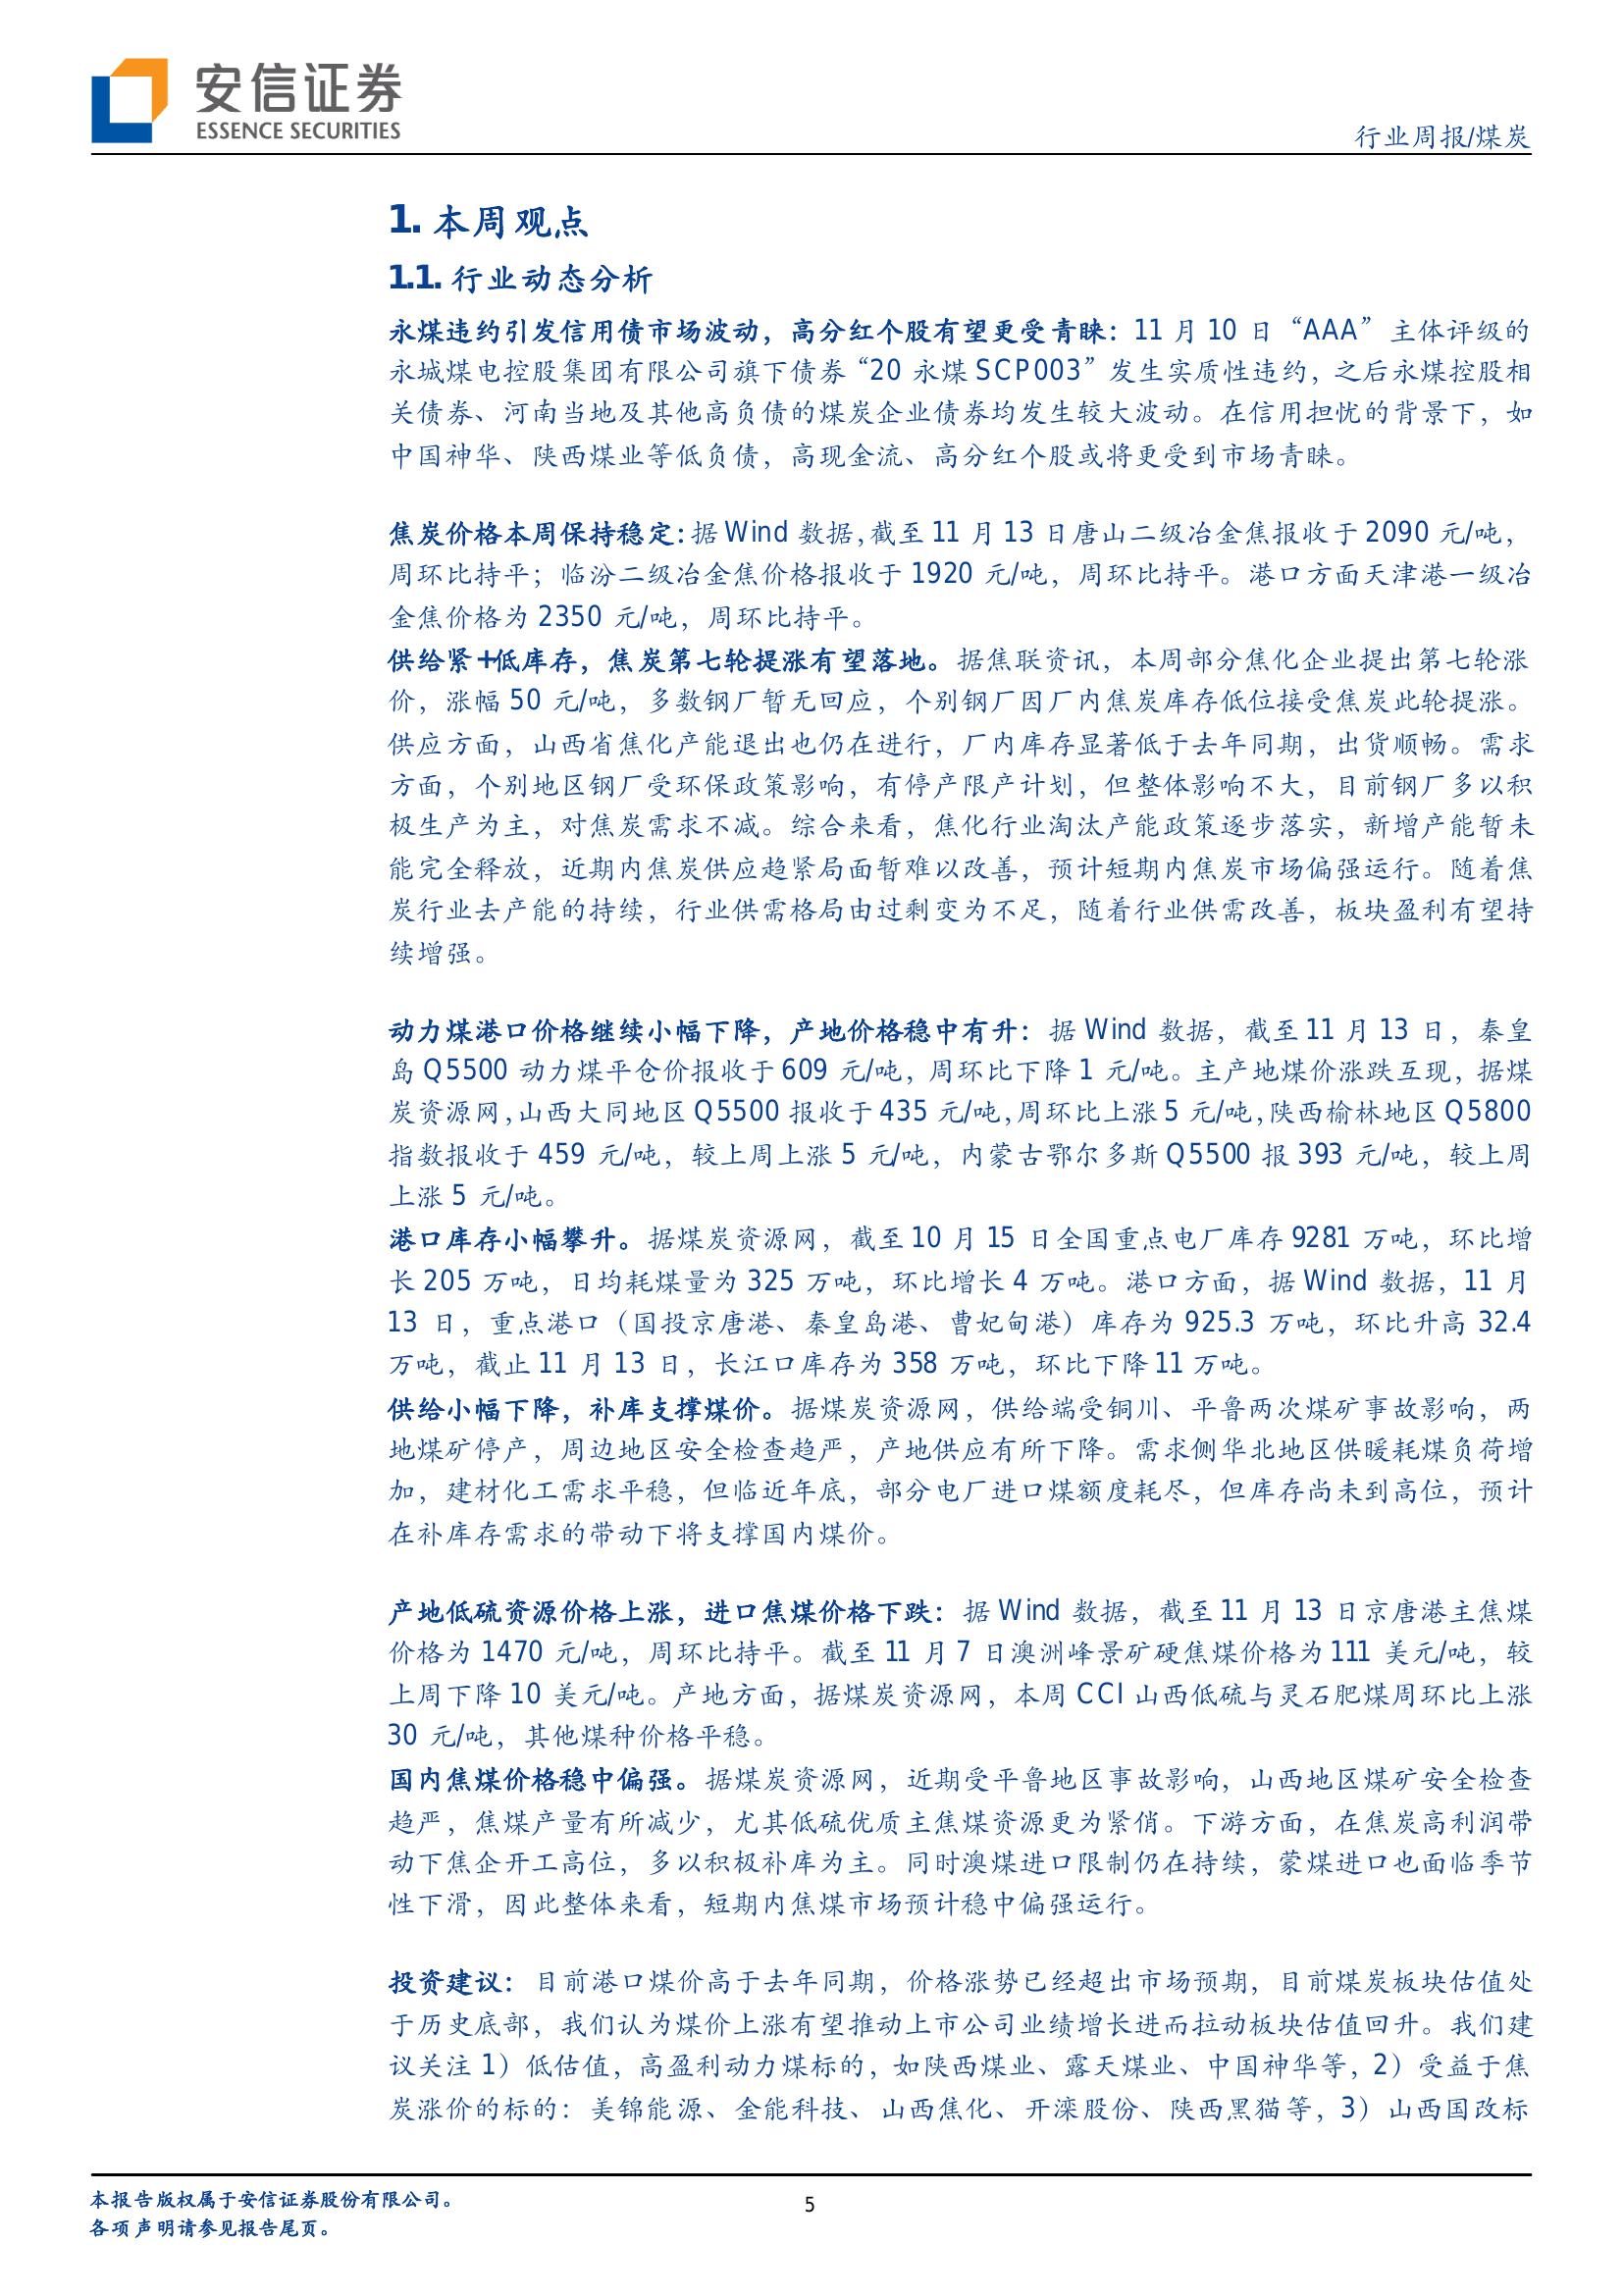 安信证券
ESSENCE SECURITIES
行业周报/煤炭
1. 本周观点
1.1. 行业动态分析
永煤违约引发信用债市场波动，高分红个股有望更受青睐：11 月 10 日“AAA”主体评级的
永城煤电控股集团有限公司旗下债券“20 永煤 SCP003”发生实质性违约，之后永煤控股相
关债券、河南当地及其他高负债的煤炭企业债券均发生较大波动。在信用担忧的背景下，如
中国神华、陕西煤业等低负债，高现金流、高分红个股或将更受到市场青睐。
焦炭价格本周保持稳定：据 Wind 数据，截至 11 月 13 日唐山二级冶金焦报收于 2090 元/吨，
周环比持平；临汾二级冶金焦价格报收于 1920 元/吨，周环比持平。港口方面天津港一级冶
金焦价格为 2350 元/吨，周环比持平。
供给紧+低库存，焦炭第七轮提涨有望落地。据焦联资讯，本周部分焦化企业提出第七轮涨
价，涨幅 50 元/吨，多数钢厂暂无回应，个别钢厂因厂内焦炭库存低位接受焦炭此轮提涨。
供应方面，山西省焦化产能退出也仍在进行，厂内库存显著低于去年同期，出货顺畅。需求
方面，个别地区钢厂受环保政策影响，有停产限产计划，但整体影响不大，目前钢厂多以积
极生产为主，对焦炭需求不减。综合来看，焦化行业淘汰产能政策逐步落实，新增产能暂未
能完全释放，近期内焦炭供应趋紧局面暂难以改善，预计短期内焦炭市场偏强运行。随着焦
炭行业去产能的持续，行业供需格局由过剩变为不足，随着行业供需改善，板块盈利有望持
续增强。
动力煤港口价格继续小幅下降，产地价格稳中有升：据 Wind 数据，截至 11 月 13 日，秦皇
岛 Q5500 动力煤平仓价报收于 609 元/吨，周环比下降 1 元/吨。主产地煤价涨跌互现，据煤
炭资源网，山西大同地区 Q5500 报收于 435 元/吨，周环比上涨 5 元/吨，陕西榆林地区 Q5800
指数报收于 459 元/吨，较上周上涨 5 元/吨，内蒙古鄂尔多斯 Q5500 报 393 元/吨，较上周
上涨 5 元/吨。
港口库存小幅攀升。据煤炭资源网，截至 10 月 15 日全国重点电厂库存 9281 万吨，环比增
长 205 万吨，日均耗煤量为 325 万吨，环比增长 4 万吨。港口方面，据 Wind 数据，11 月
13 日，重点港口（国投京唐港、秦皇岛港、曹妃甸港）库存为 925.3 万吨，环比升高 32.4
万吨，截止 11 月 13 日，长江口库存为 358 万吨，环比下降 11 万吨。
供给小幅下降，补库支撑煤价。据煤炭资源网，供给端受铜川、平鲁两次煤矿事故影响，两
地煤矿停产，周边地区安全检查趋严，产地供应有所下降。需求侧华北地区供暖耗煤负荷增
加，建材化工需求平稳，但临近年底，部分电厂进口煤额度耗尽，但库存尚未到高位，预计
在补库存需求的带动下将支撑国内煤价。
产地低硫资源价格上涨，进口焦煤价格下跌：据 Wind 数据，截至 11 月 13 日京唐港主焦煤
价格为 1470 元/吨，周环比持平。截至 11 月 7 日澳洲峰景矿硬焦煤价格为 111 美元/吨，较
上周下降 10 美元/吨。产地方面，据煤炭资源网，本周 CCI 山西低硫与灵石肥煤周环比上涨
30 元/吨，其他煤种价格平稳。
国内焦煤价格稳中偏强。据煤炭资源网，近期受平鲁地区事故影响，山西地区煤矿安全检查
趋严，焦煤产量有所减少，尤其低硫优质主焦煤资源更为紧俏。下游方面，在焦炭高利润带
动下焦企开工高位，多以积极补库为主。同时澳煤进口限制仍在持续，蒙煤进口也面临季节
性下滑，因此整体来看，短期内焦煤市场预计稳中偏强运行。
投资建议：目前港口煤价高于去年同期，价格涨势已经超出市场预期，目前煤炭板块估值处
于历史底部，我们认为煤价上涨有望推动上市公司业绩增长进而拉动板块估值回升。我们建
议关注 1）低估值，高盈利动力煤标的，如陕西煤业、露天煤业、中国神华等，2）受益于焦
炭涨价的标的：美锦能源、金能科技、山西焦化、开滦股份、陕西黑猫等，3）山西国改标
本报告版权属于安信证券股份有限公司。
各项声明请参见报告尾页。
5